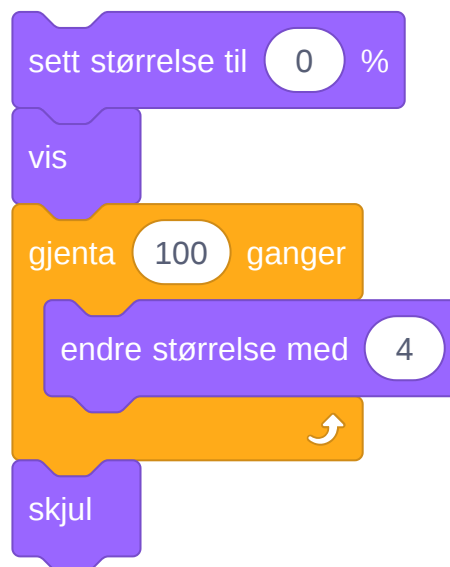 sett størrelse til 0 %
vis
gjenta 100 ganger
endre størrelse med 4
skjul